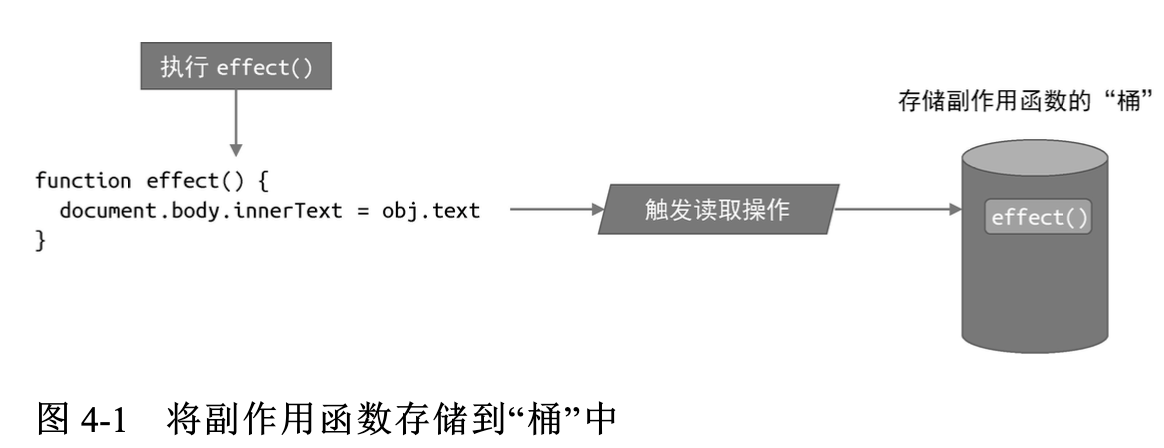 执行 effect()
存储副作用函数的“桶”
function effect() {
  document.body.innerText = obj.text
}
触发读取操作
effect()
图 4-1 将副作用函数存储到“桶”中